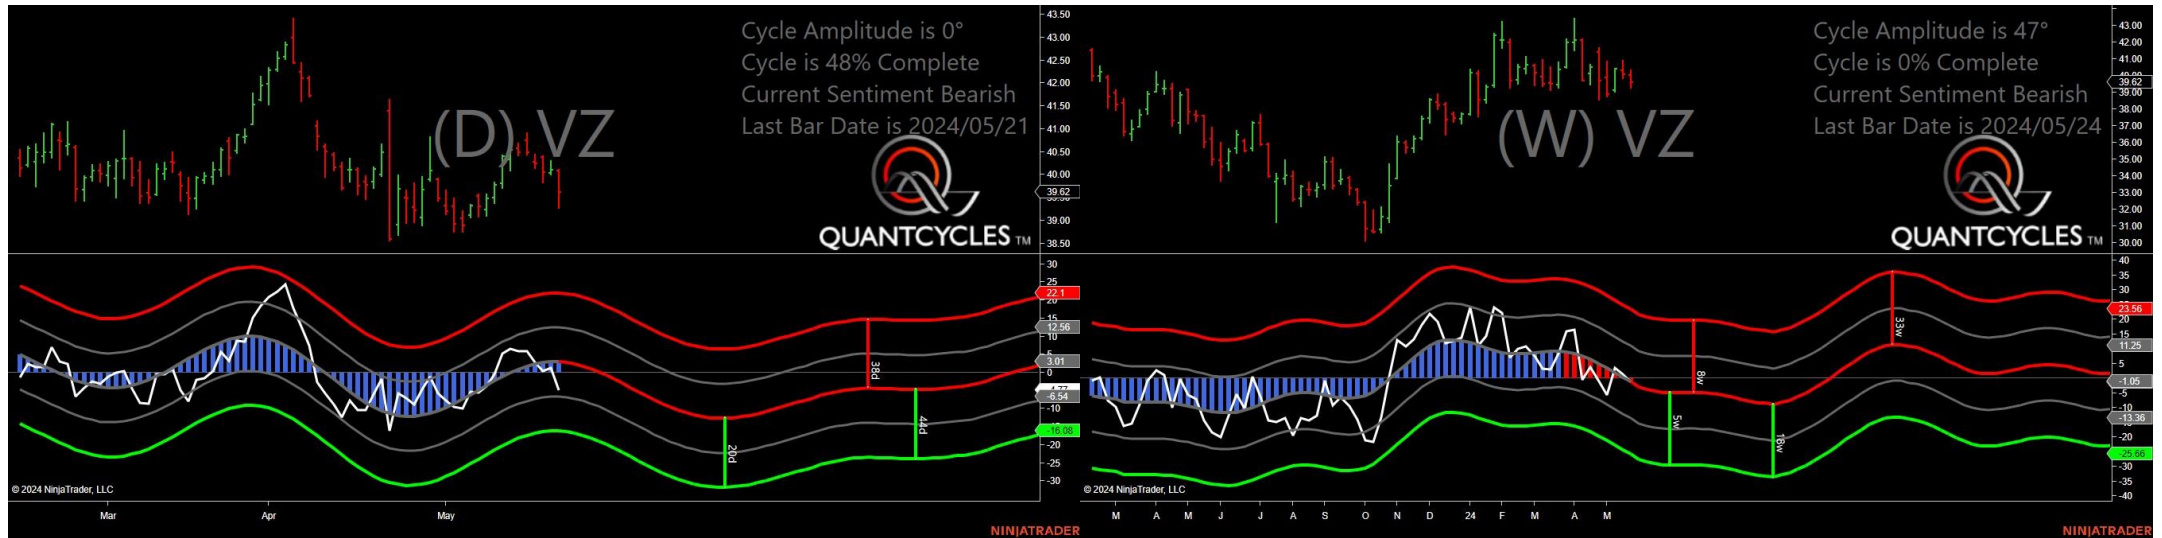 Cycle Amplitude is 0°
Cycle is 48% Complete
Current Sentiment Bearish
Last Bar Date is 2024/05/21
(D) VZ
QUANTCYCLES TM
43.50
43.00
42.50
42.00
41.50
41.00
40.50
40.00
39.62
39.00
38.50
30
25
22.1
20
15
12.56
10
5
3.01
0
-4.77
-6.54
-10
-16.08
-20
-25
-30
38d
44d
20d
© 2024 NinjaTrader, LLC
Mar Apr May
NINJATRADER
Cycle Amplitude is 47°
Cycle is 0% Complete
Current Sentiment Bearish
Last Bar Date is 2024/05/24
(W) VZ
QUANTCYCLES TM
43.00
42.00
41.00
39.62
39.00
38.00
37.00
36.00
35.00
34.00
33.00
32.00
31.00
30.00
40
35
30
23.56
20
15
11.25
5
-1.05
-5
-10
-13.36
-20
-25.66
-30
-35
-40
33w
8w
5w
18w
© 2024 NinjaTrader, LLC
M A M J J A S O N D 24 F M A M
NINJATRADER